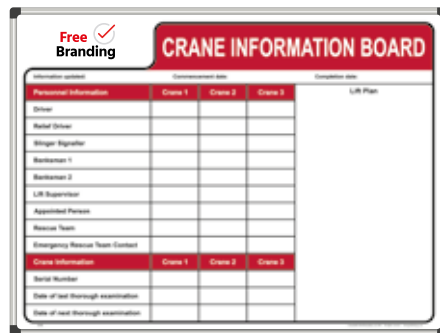 Free
Branding
CRANE INFORMATION BOARD
Information updated: Commencement date: Completion date:
Personnel Information Crane 1 Crane 2 Crane 3 Lift Plan
Driver
Relief Driver
Slinger Signaller
Banksman 1
Banksman 2
Lift Supervisor
Appointed Person
Rescue Team
Emergency Rescue Team Contact
Crane Information Crane 1 Crane 2 Crane 3
Serial Number
Date of last thorough examination
Date of next thorough examination